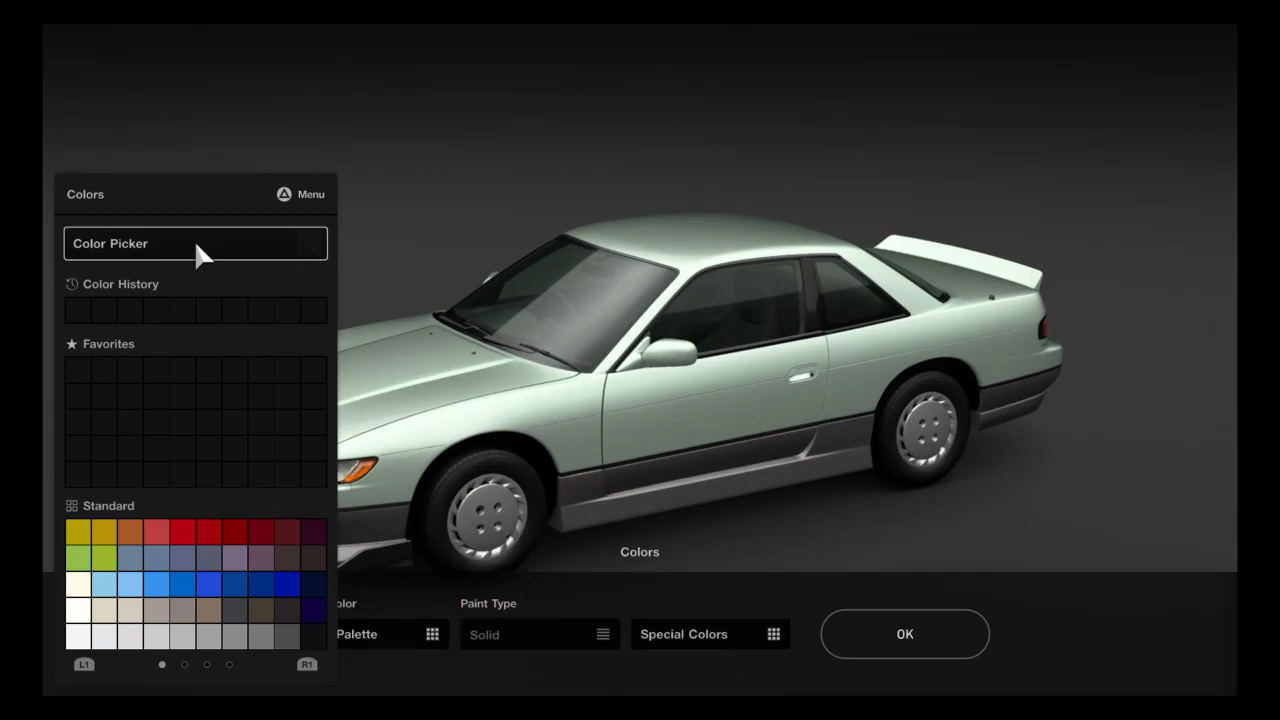 Colors
Menu
Color Picker
Color History
Favorites
Standard
L1
R1
Colors
olor
Palette
Paint Type
Solid
Special Colors
OK